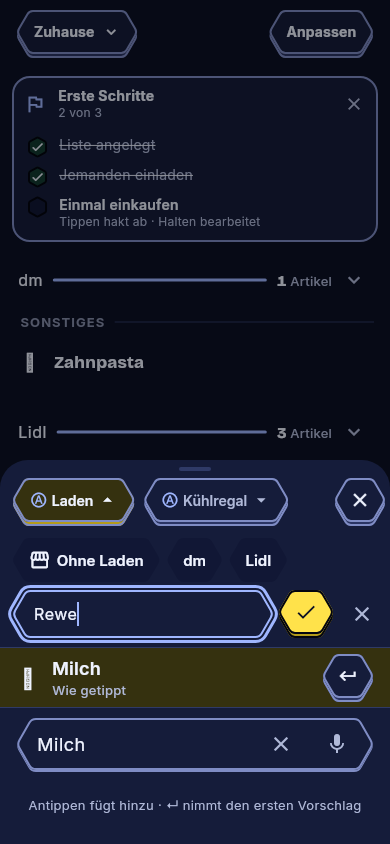 Zuhause
Anpassen
Erste Schritte
2 von 3
Liste angelegt
Jemanden einladen
Einmal einkaufen
Tippen hakt ab · Halten bearbeitet
dm 1 Artikel
SONSTIGES
Zahnpasta
Lidl 3 Artikel
A Laden
A Kühlregal
Ohne Laden dm Lidl
Rewe
Milch
Wie getippt
Milch
Antippen fügt hinzu · ↵ nimmt den ersten Vorschlag